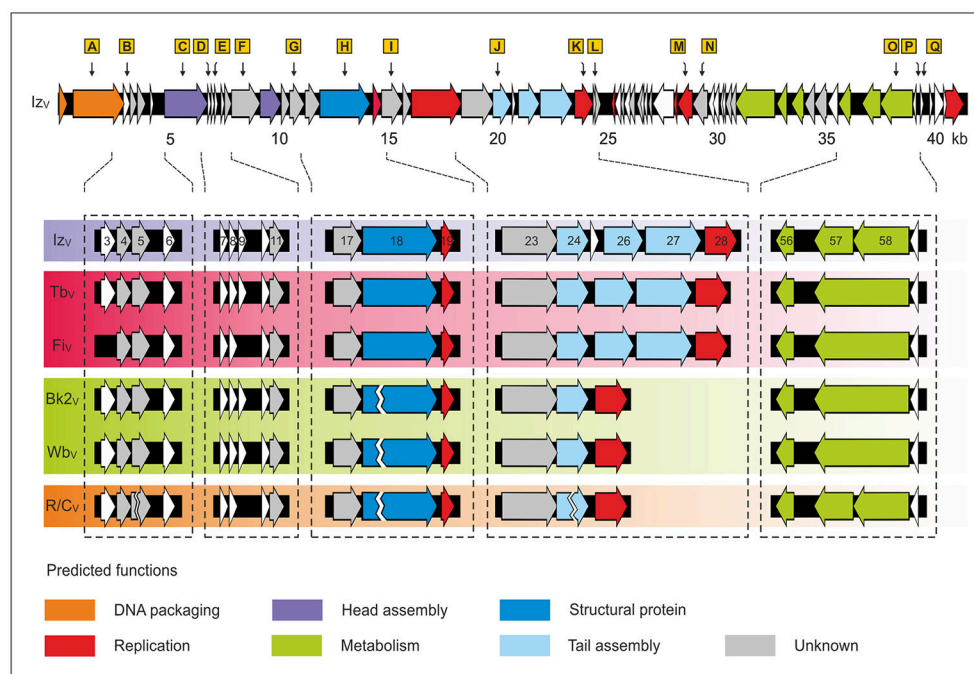 A B C D E F G H I J K L M N O P Q
Izv
5 10 15 20 25 30 35 40 kb
Izv 3 4 5 6 7 8 9 11 17 18 19 23 24 26 27 28 56 57 58
Tbv
Fiv
Bk2v
Wbv
R/Cv
Predicted functions
DNA packaging Head assembly Structural protein
Replication Metabolism Tail assembly Unknown